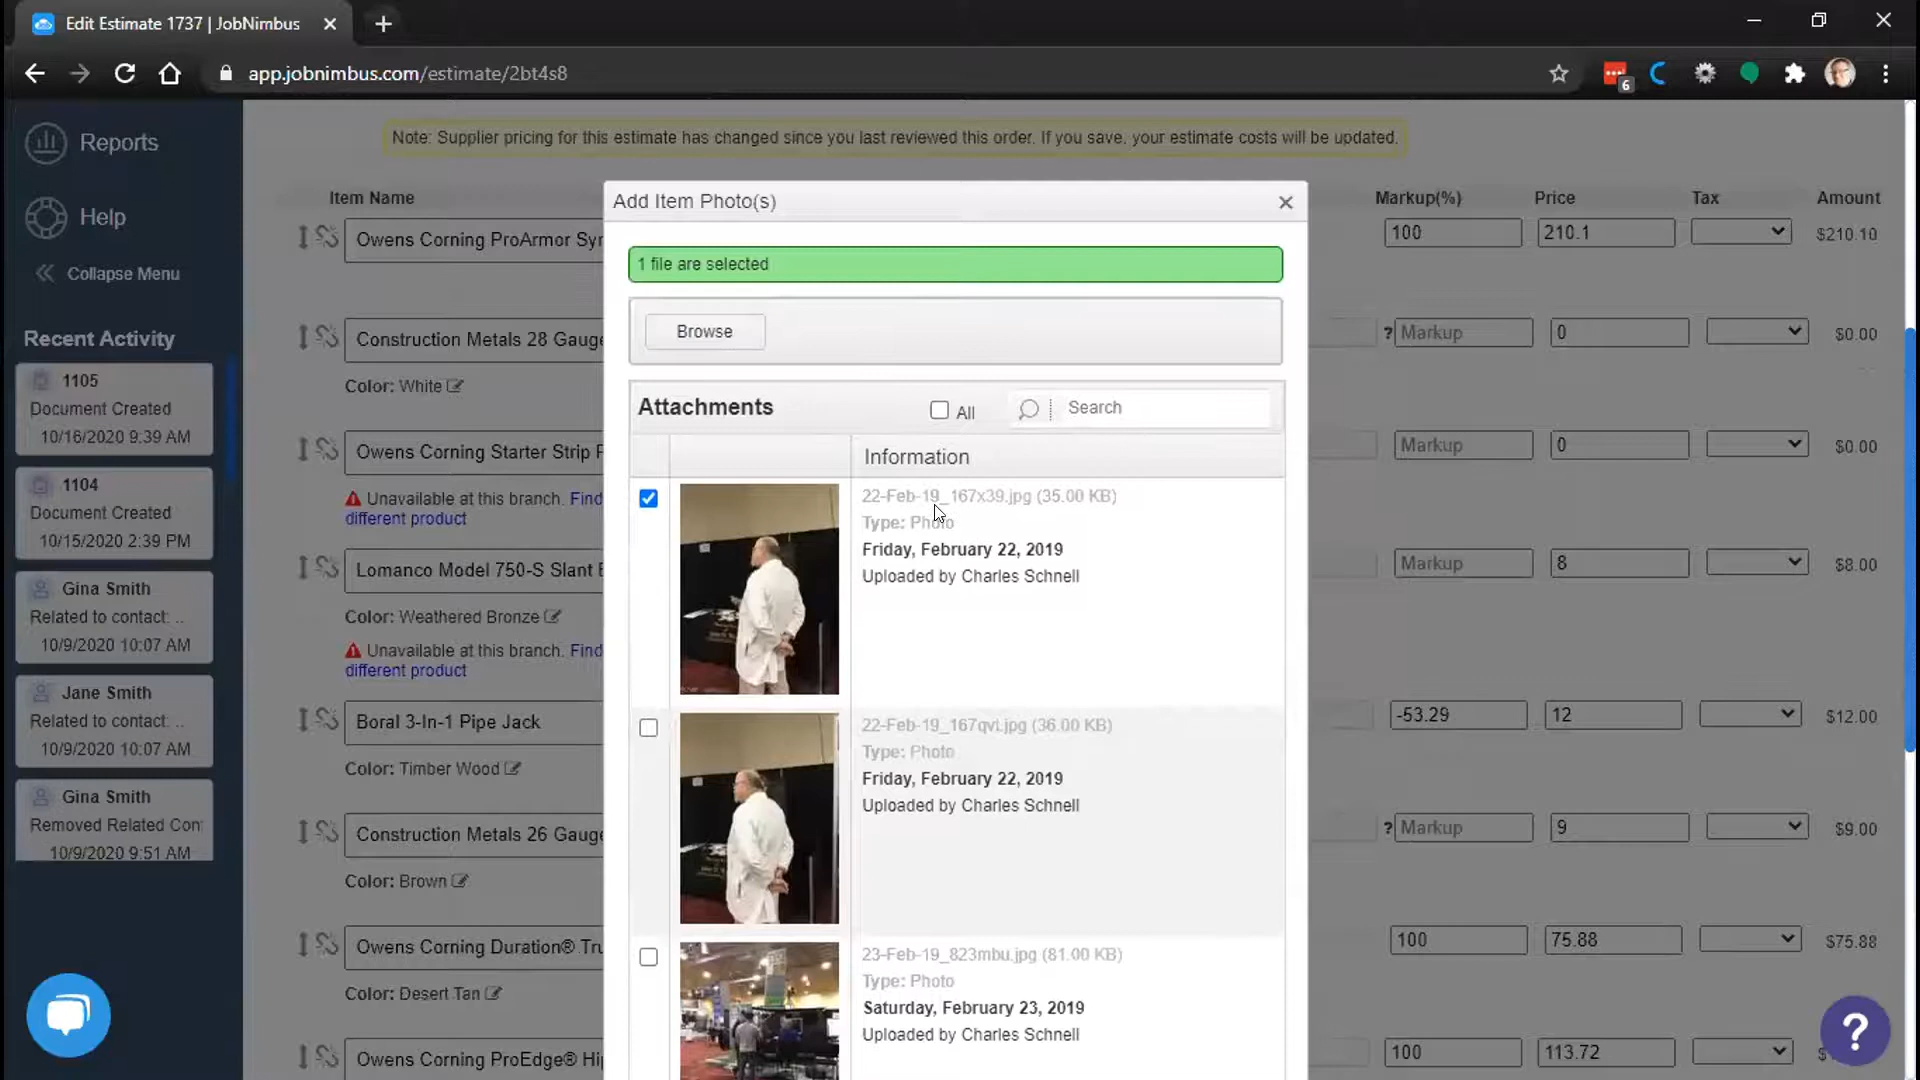 Edit Estimate 1737 | JobNimbus
app.jobnimbus.com/estimate/2bt4s8
6
Reports
Help
Collapse Menu
Recent Activity
1105
Document Created
10/16/2020 9:39 AM
1104
Document Created
10/15/2020 2:39 PM
Gina Smith
Related to contact: ..
10/9/2020 10:07 AM
Jane Smith
Related to contact: ..
10/9/2020 10:07 AM
Gina Smith
Removed Related Con
10/9/2020 9:51 AM
Note: Supplier pricing for this estimate has changed since you last reviewed this order. If you save, your estimate costs will be updated.
Item Name
Markup(%) Price Tax Amount
Owens Corning ProArmor Syr
100 210.1 $210.10
Construction Metals 28 Gauge
? Markup 0 $0.00
Color: White
Owens Corning Starter Strip
Markup 0 $0.00
Unavailable at this branch. Find
different product
Lomanco Model 750-S Slant
Markup 8 $8.00
Color: Weathered Bronze
Unavailable at this branch. Find
different product
Boral 3-In-1 Pipe Jack
-53.29 12 $12.00
Color: Timber Wood
Construction Metals 26 Gauge
? Markup 9 $9.00
Color: Brown
Owens Corning Duration® Tru
100 75.88 $75.88
Color: Desert Tan
Owens Corning ProEdge® Hi
100 113.72
Add Item Photo(s)
1 file are selected
Browse
Attachments
All
Search
Information
22-Feb-19_167x39.jpg (35.00 KB)
Type: Photo
Friday, February 22, 2019
Uploaded by Charles Schnell
22-Feb-19_167qvt.jpg (36.00 KB)
Type: Photo
Friday, February 22, 2019
Uploaded by Charles Schnell
23-Feb-19_823mbu.jpg (81.00 KB)
Type: Photo
Saturday, February 23, 2019
Uploaded by Charles Schnell
?